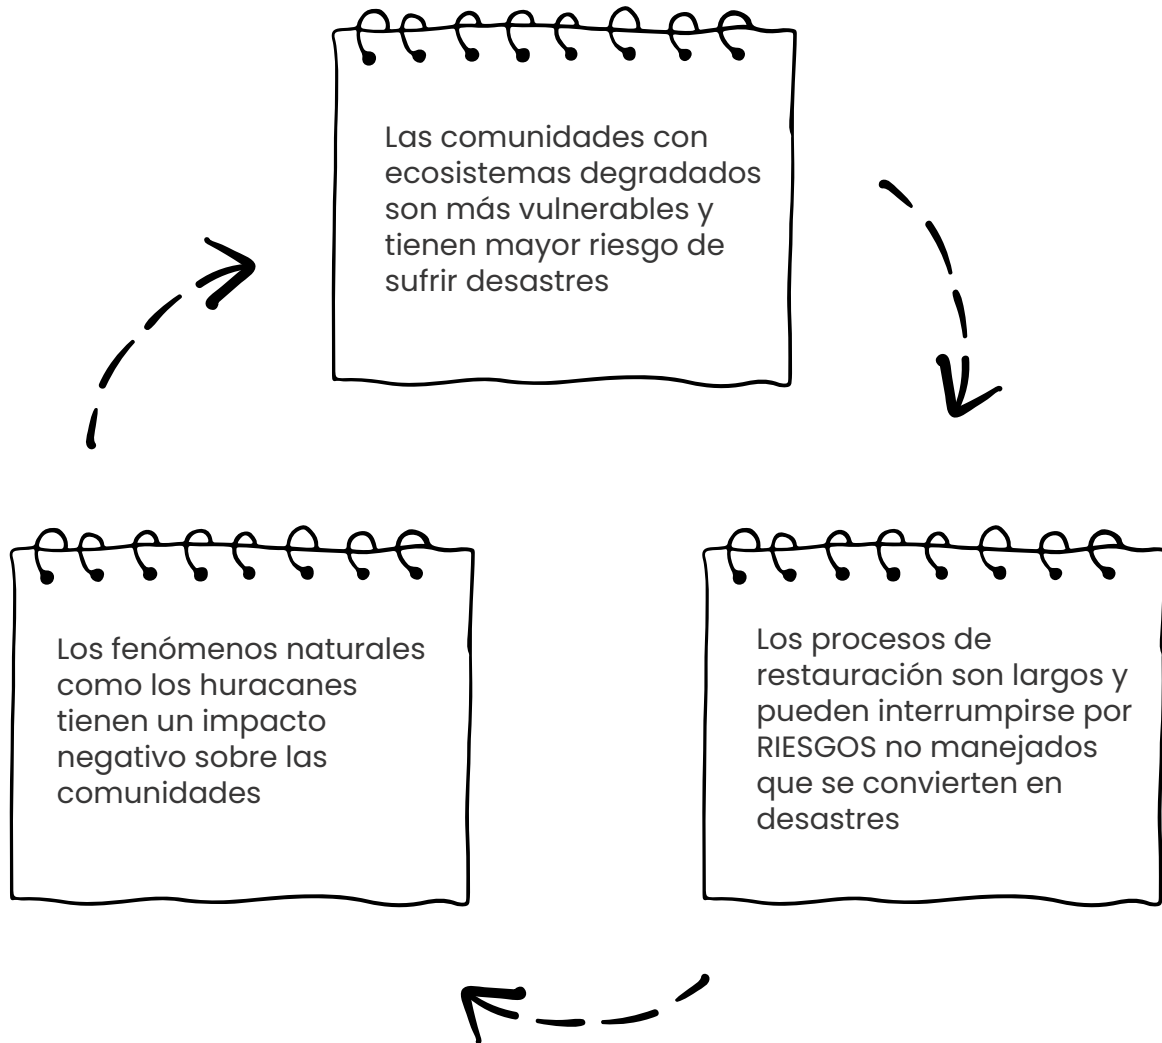 Las comunidades con
ecosistemas degradados
son más vulnerables y
tienen mayor riesgo de
sufrir desastres
Los fenómenos naturales
como los huracanes
tienen un impacto
negativo sobre las
comunidades
Los procesos de
restauración son largos y
pueden interrumpirse por
RIESGOS no manejados
que se convierten en
desastres